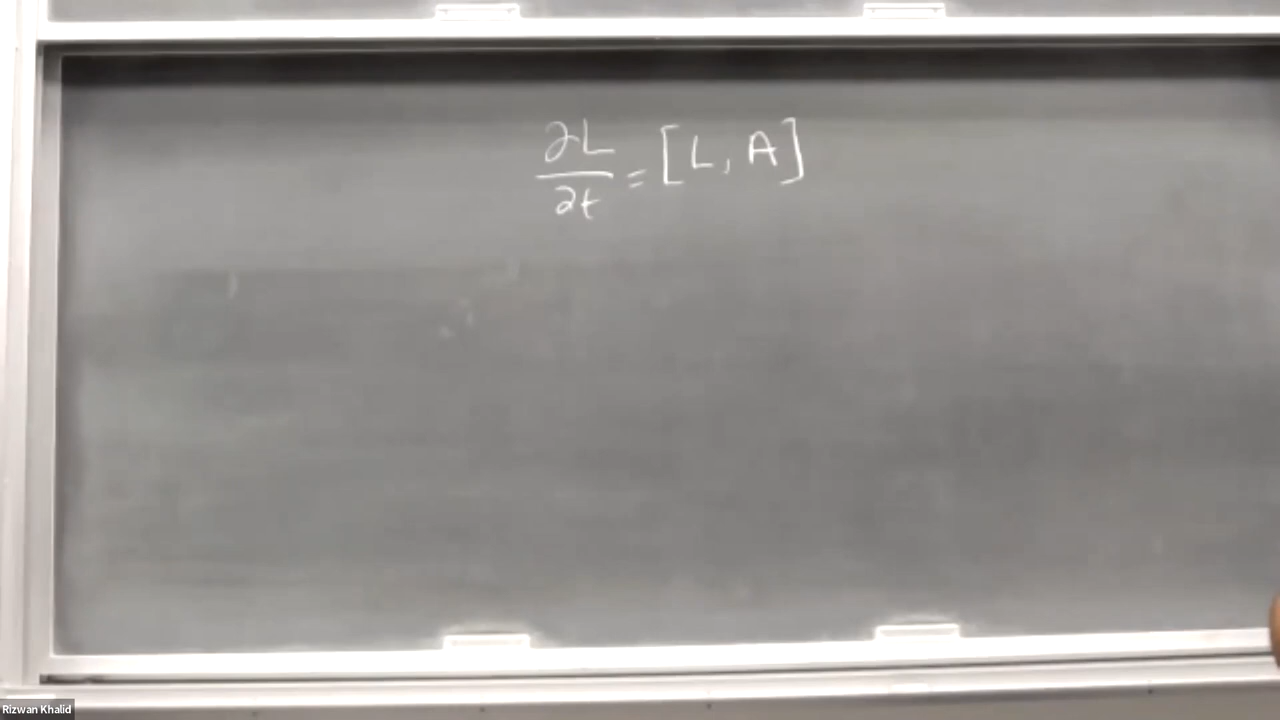 ∂L/∂t = [L, A]
Rizwan Khalid